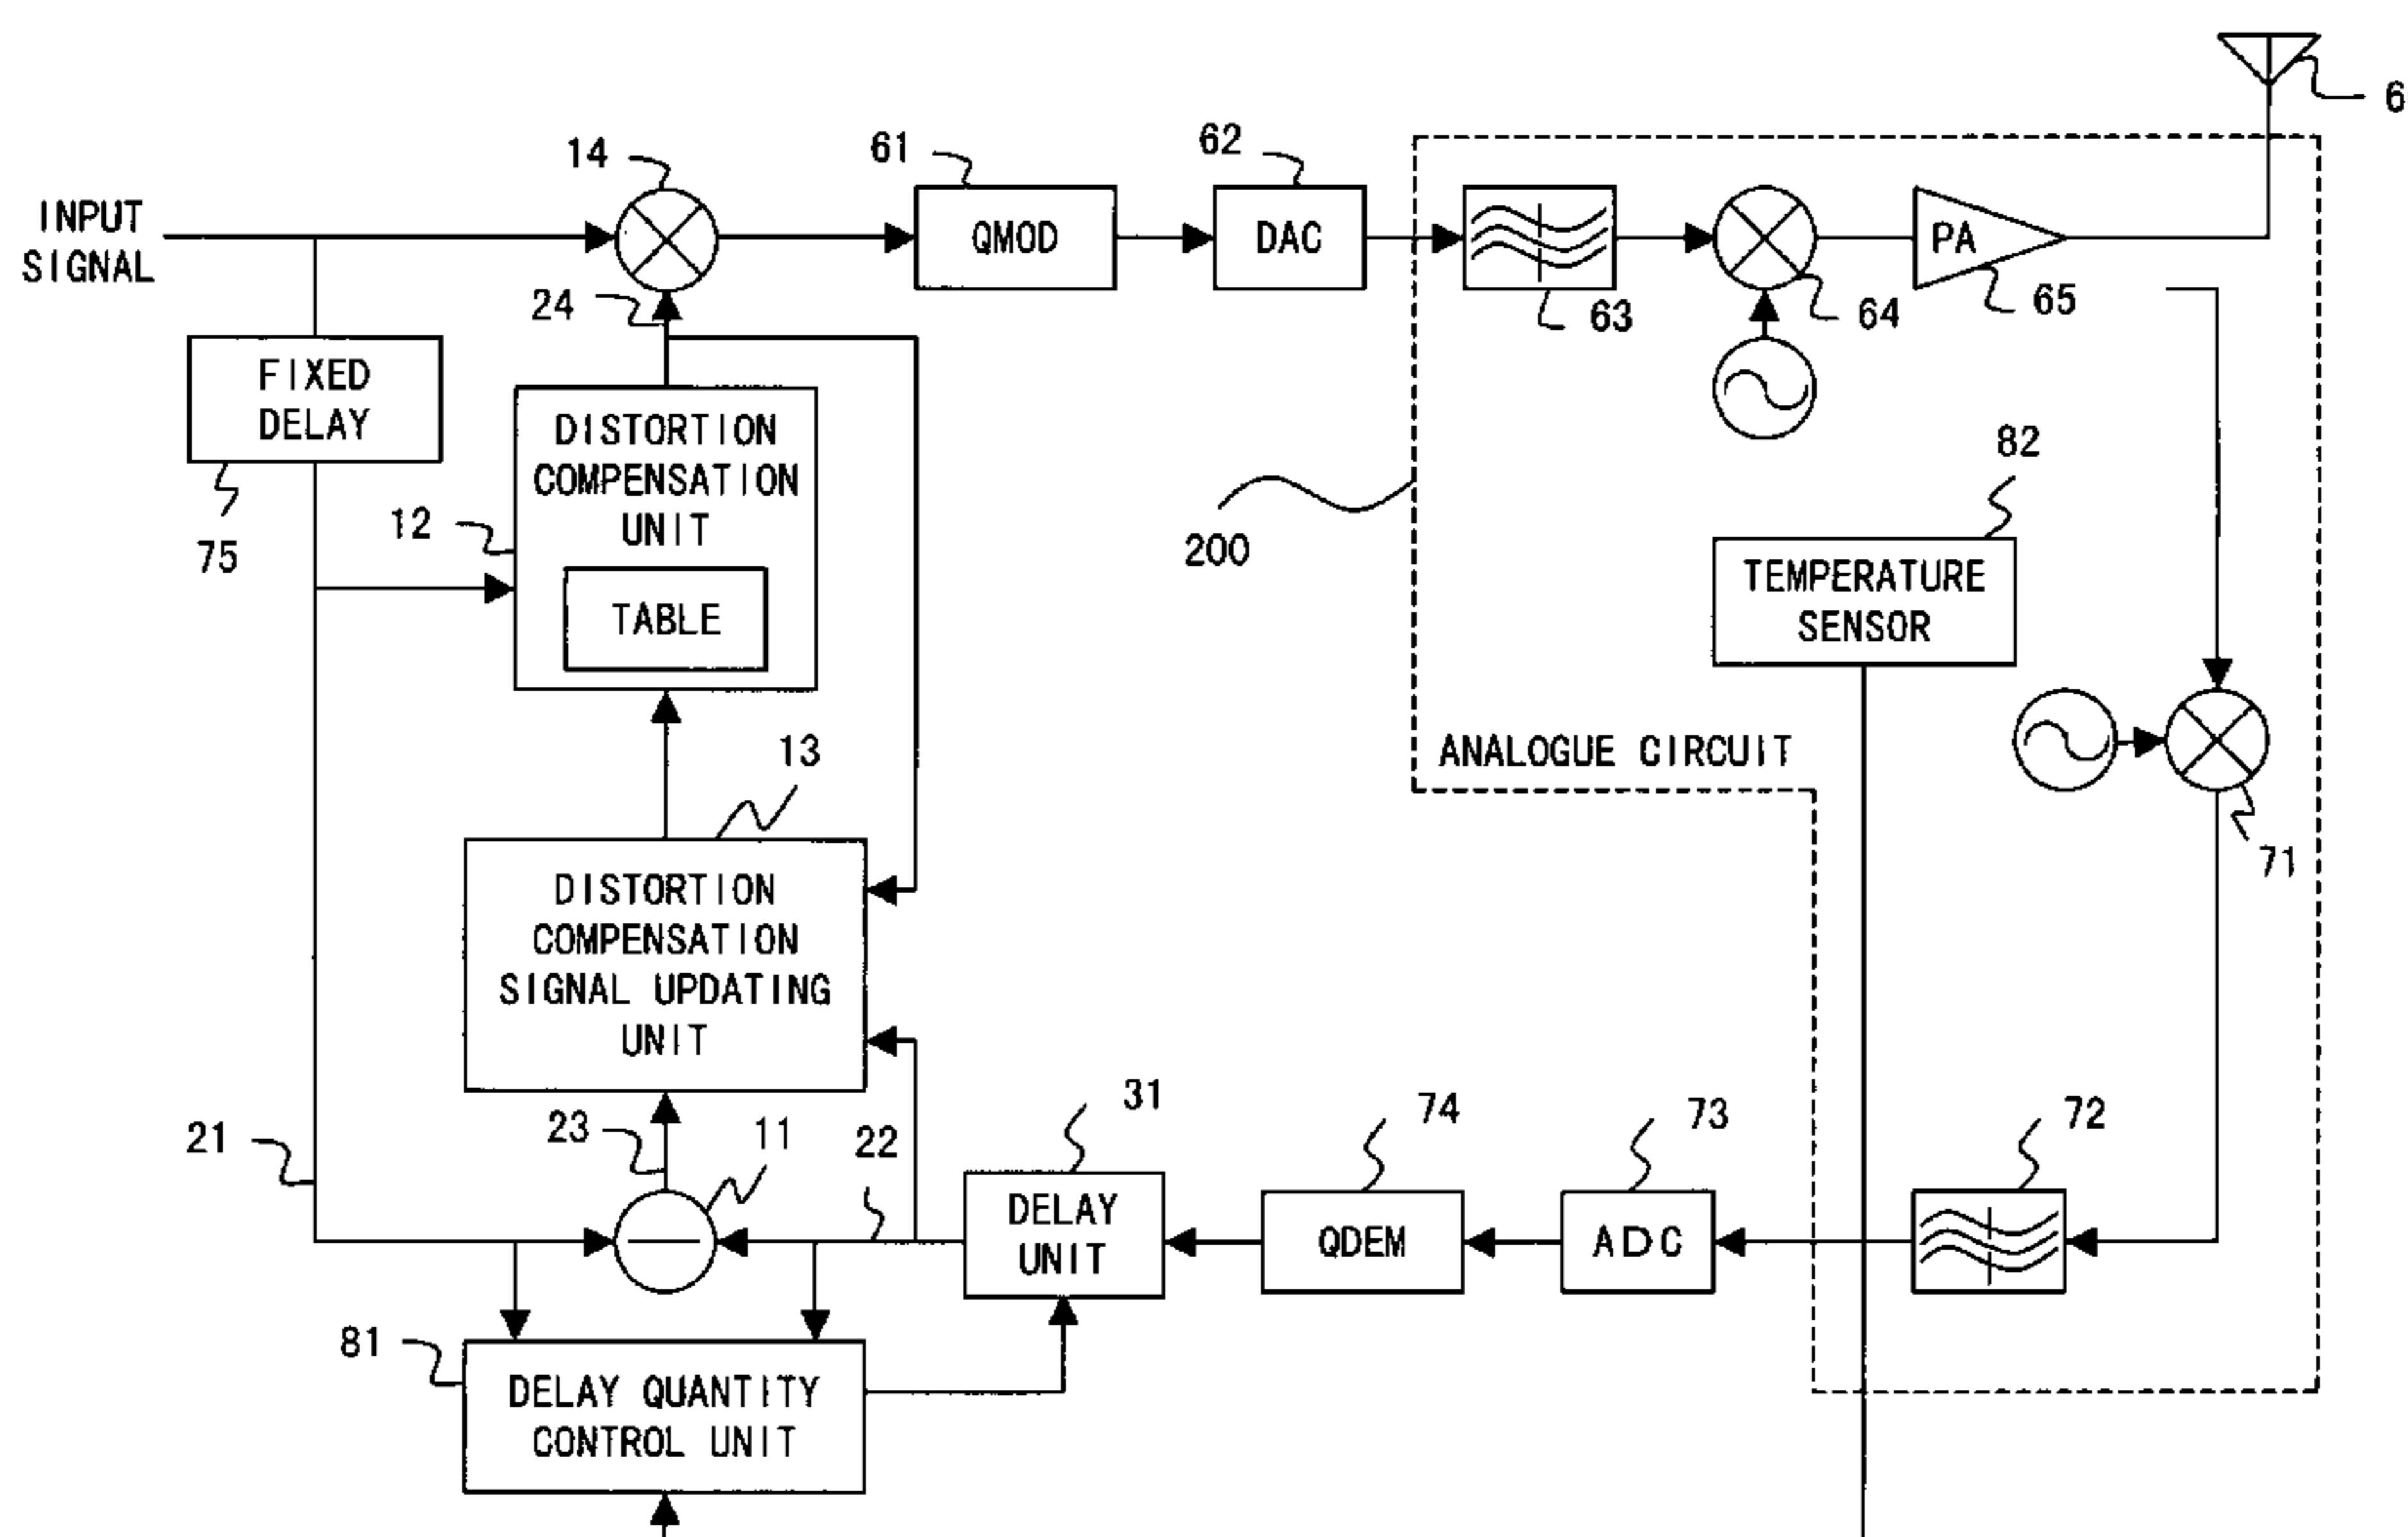 6
14
61
62
INPUT
SIGNAL
QMOD
DAC
PA
24
63
64
65
FIXED
DELAY
DISTORTION
COMPENSATION
UNIT
82
12
75
200
TEMPERATURE
SENSOR
TABLE
13
ANALOGUE CIRCUIT
71
DISTORTION
COMPENSATION
SIGNAL UPDATING
UNIT
21
23
11
22
31
74
73
72
DELAY
UNIT
QDEM
ADC
81
DELAY QUANTITY
CONTROL UNIT